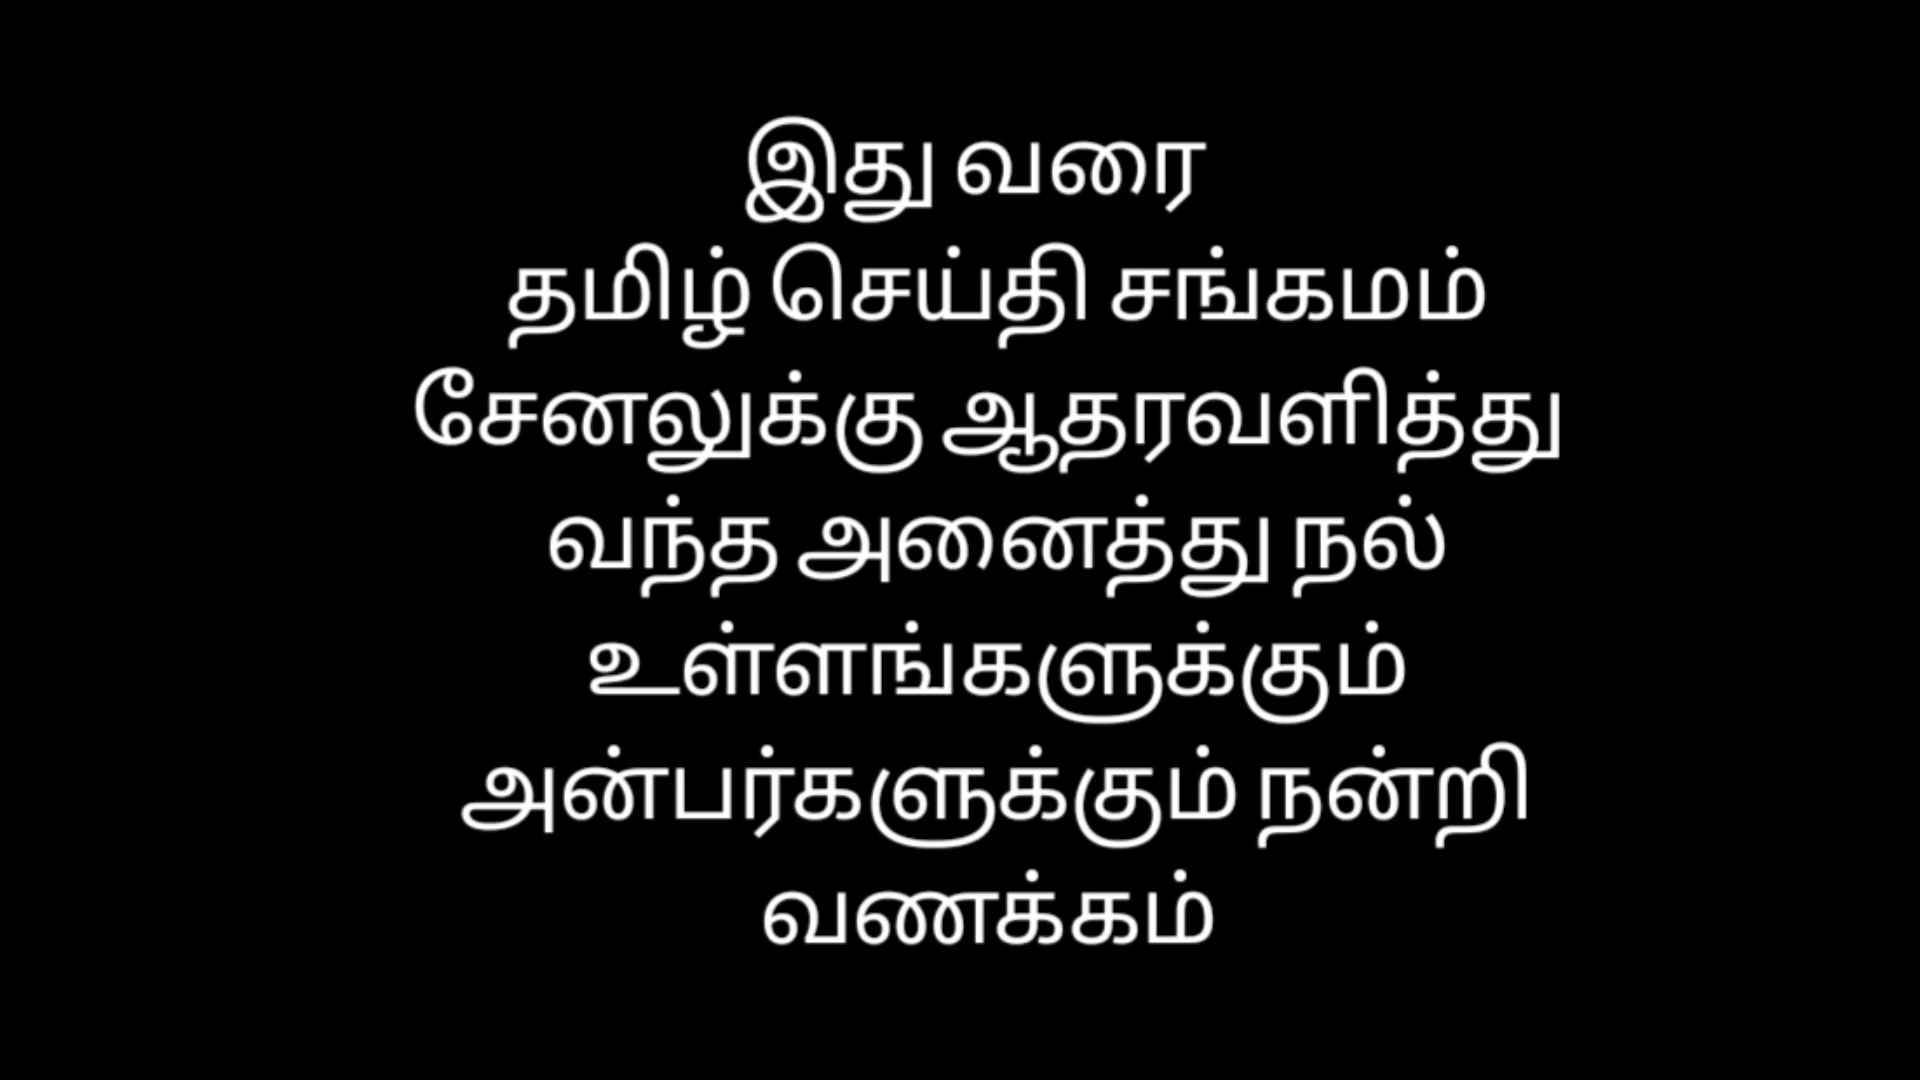 இது வரை
தமிழ் செய்தி சங்கமம்
சேனலுக்கு ஆதரவளித்து
வந்த அனைத்து நல்
உள்ளங்களுக்கும்
அன்பர்களுக்கும் நன்றி
வணக்கம்